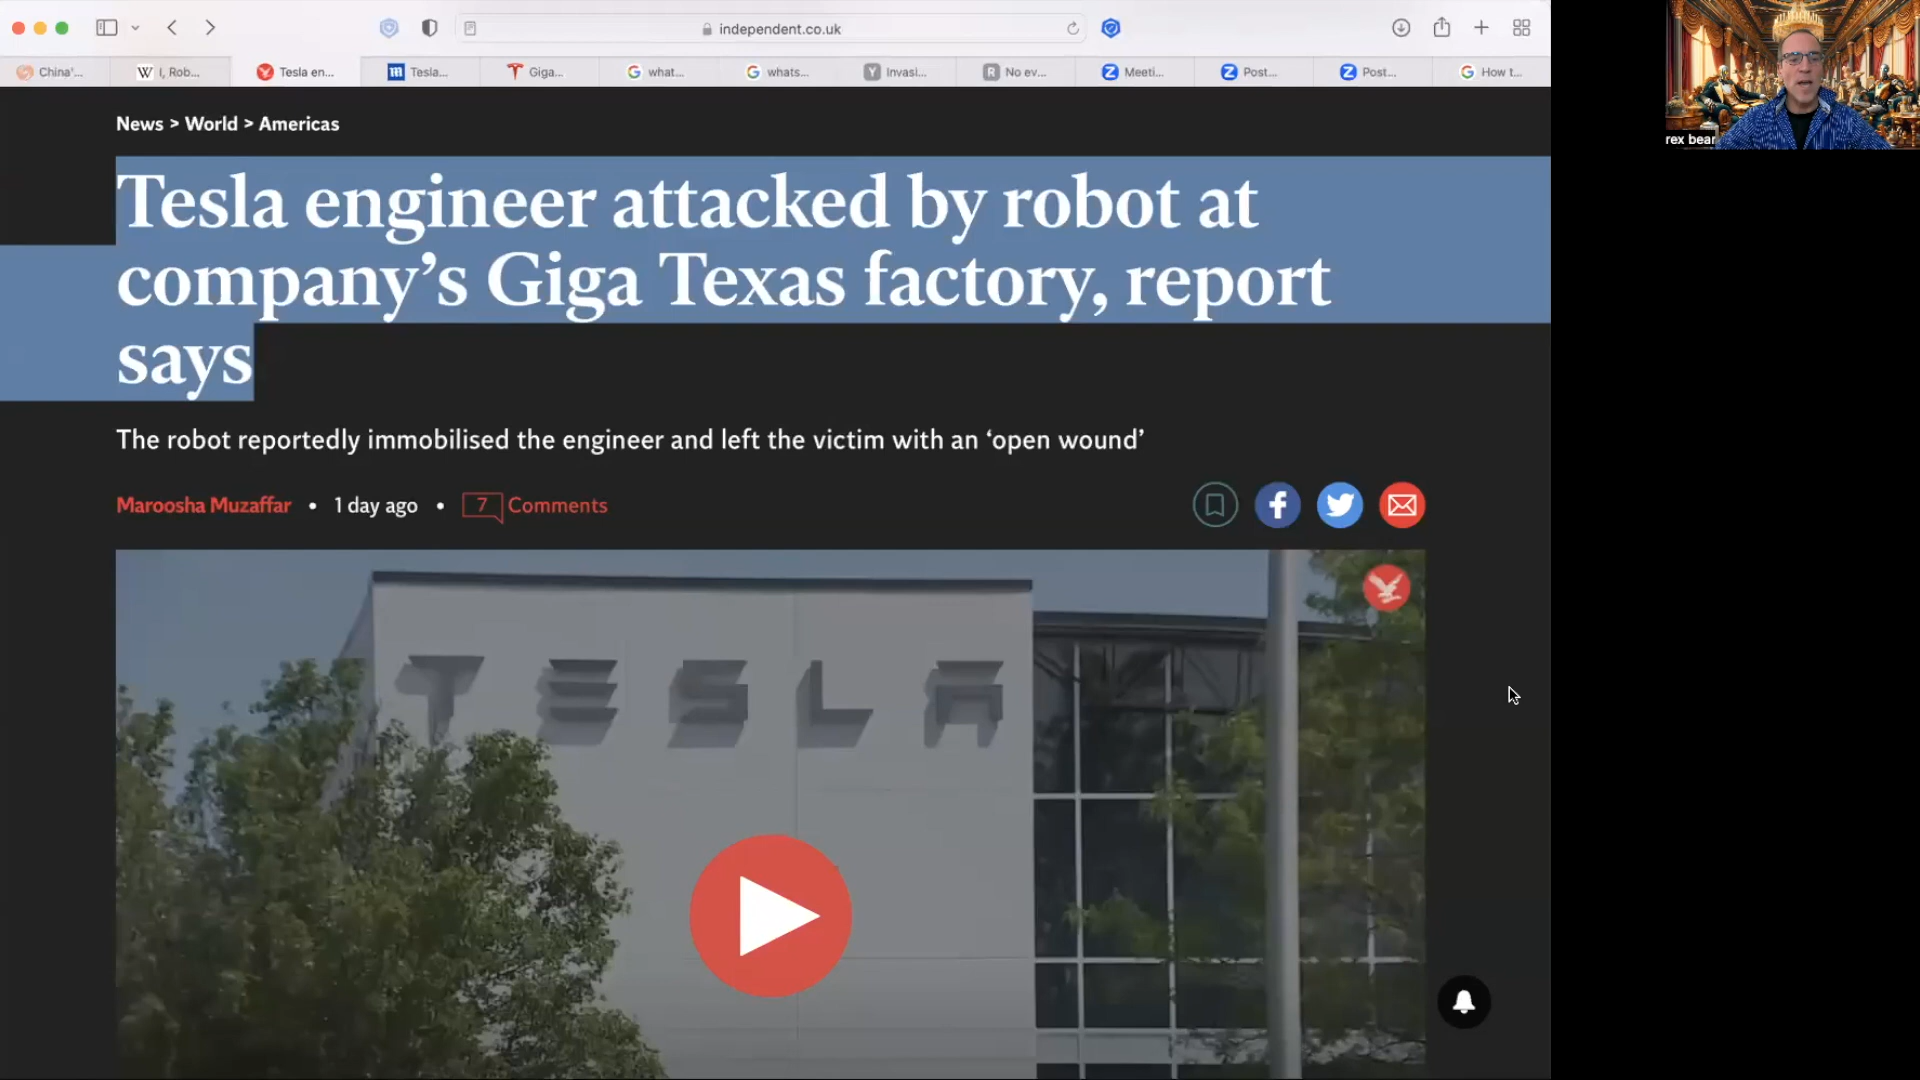 independent.co.uk
China'...
I, Rob...
Tesla en...
Tesla...
Giga...
what...
whats...
Invasi...
No ev...
Meeti...
Post...
Post...
How t...
rex bear
News > World > Americas
Tesla engineer attacked by robot at
company’s Giga Texas factory, report
says
The robot reportedly immobilised the engineer and left the victim with an ‘open wound’
Maroosha Muzaffar • 1 day ago • 7 Comments
TESLA